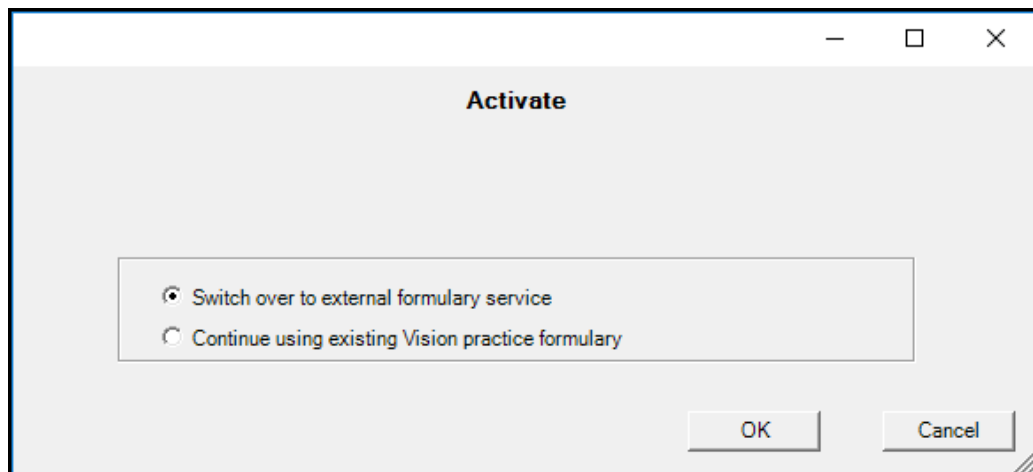 Activate
Switch over to external formulary service
Continue using existing Vision practice formulary
OK
Cancel